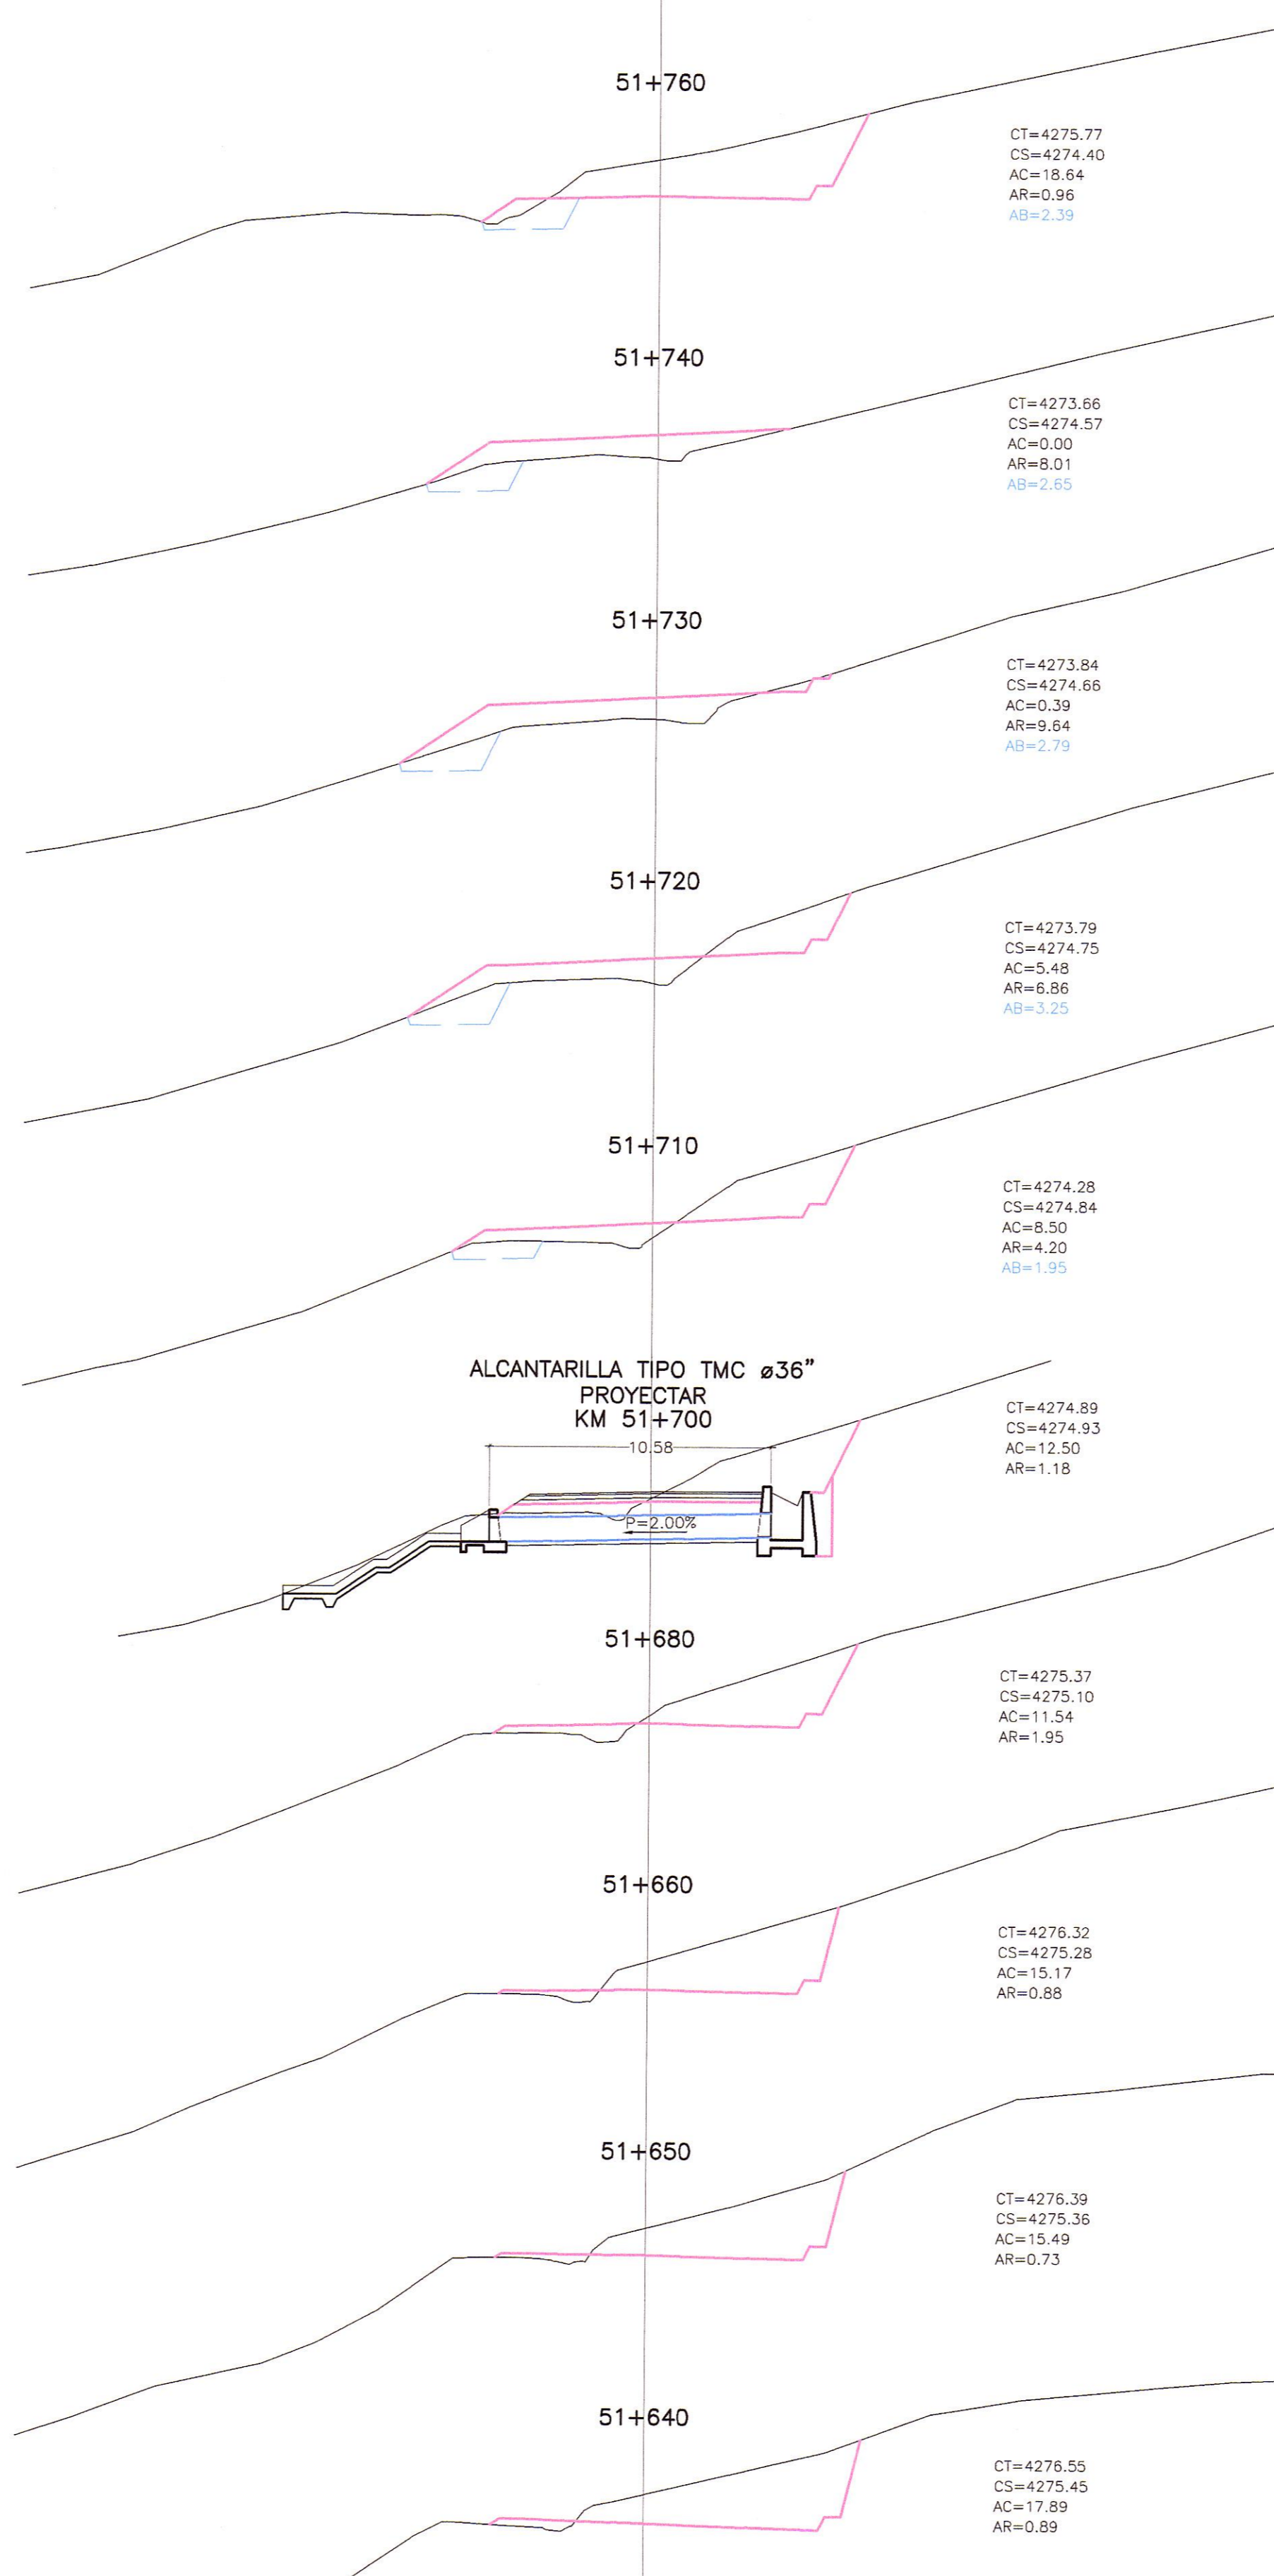 51+760
CT=4275.77
CS=4274.40
AC=18.64
AR=0.96
AB=2.39
51+740
CT=4273.66
CS=4274.57
AC=0.00
AR=8.01
AB=2.65
51+730
CT=4273.84
CS=4274.66
AC=0.39
AR=9.64
AB=2.79
51+720
CT=4273.79
CS=4274.75
AC=5.48
AR=6.86
AB=3.25
51+710
CT=4274.28
CS=4274.84
AC=8.50
AR=4.20
AB=1.95
ALCANTARILLA TIPO TMC ø36"
PROYECTAR
KM 51+700
10.58
P=2.00%
CT=4274.89
CS=4274.93
AC=12.50
AR=1.18
51+680
CT=4275.37
CS=4275.10
AC=11.54
AR=1.95
51+660
CT=4276.32
CS=4275.28
AC=15.17
AR=0.88
51+650
CT=4276.39
CS=4275.36
AC=15.49
AR=0.73
51+640
CT=4276.55
CS=4275.45
AC=17.89
AR=0.89